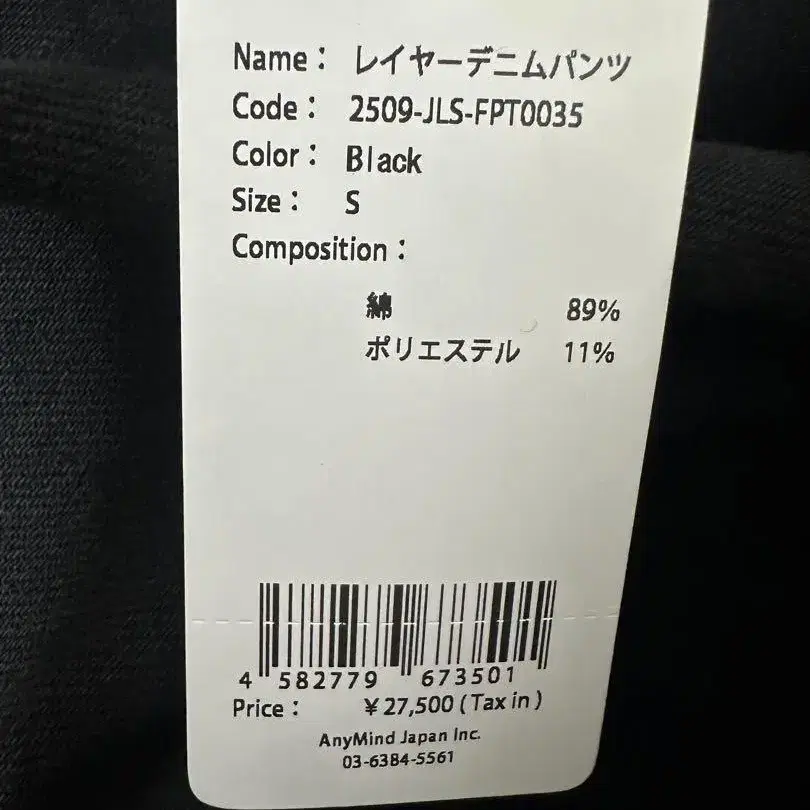 Name： レイヤーデニムパンツ
Code： 2509-JLS-FPT0035
Color： Black
Size： S
Composition：
綿 89%
ポリエステル 11%
4 582779 673501
Price： ￥27,500 (Tax in)
AnyMind Japan Inc.
03-6384-5561